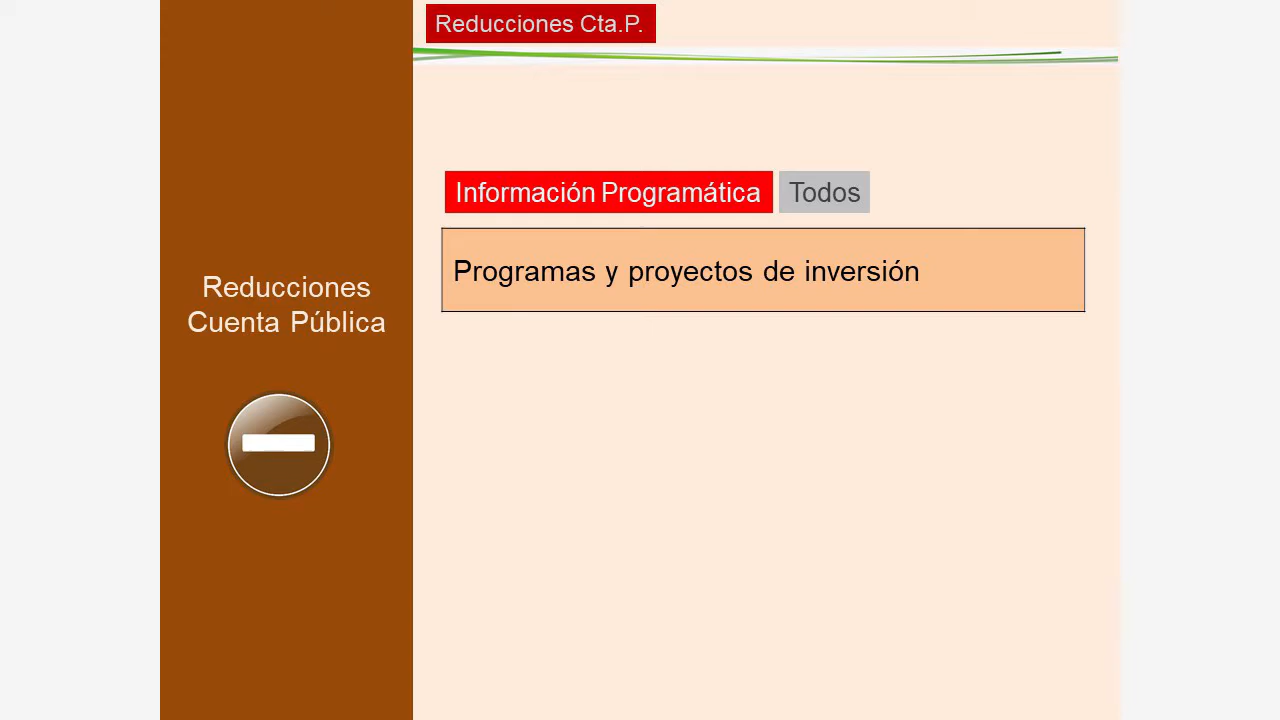 Reducciones Cta.P.
Información Programática
Todos
Programas y proyectos de inversión
Reducciones
Cuenta Pública